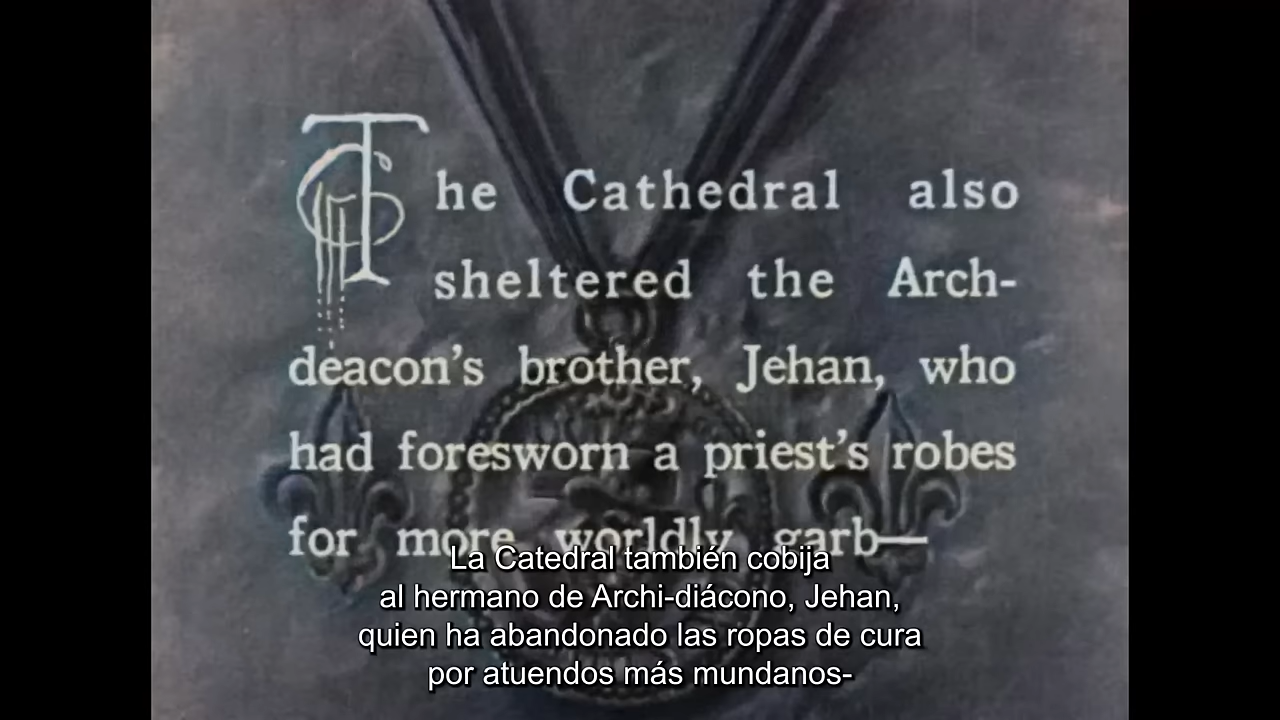 The Cathedral also
sheltered the Arch-
deacon's brother, Jehan, who
had foresworn a priest's robes
for more worldly garb—
La Catedral también cobija
al hermano de Archi-diácono, Jehan,
quien ha abandonado las ropas de cura
por atuendos más mundanos-